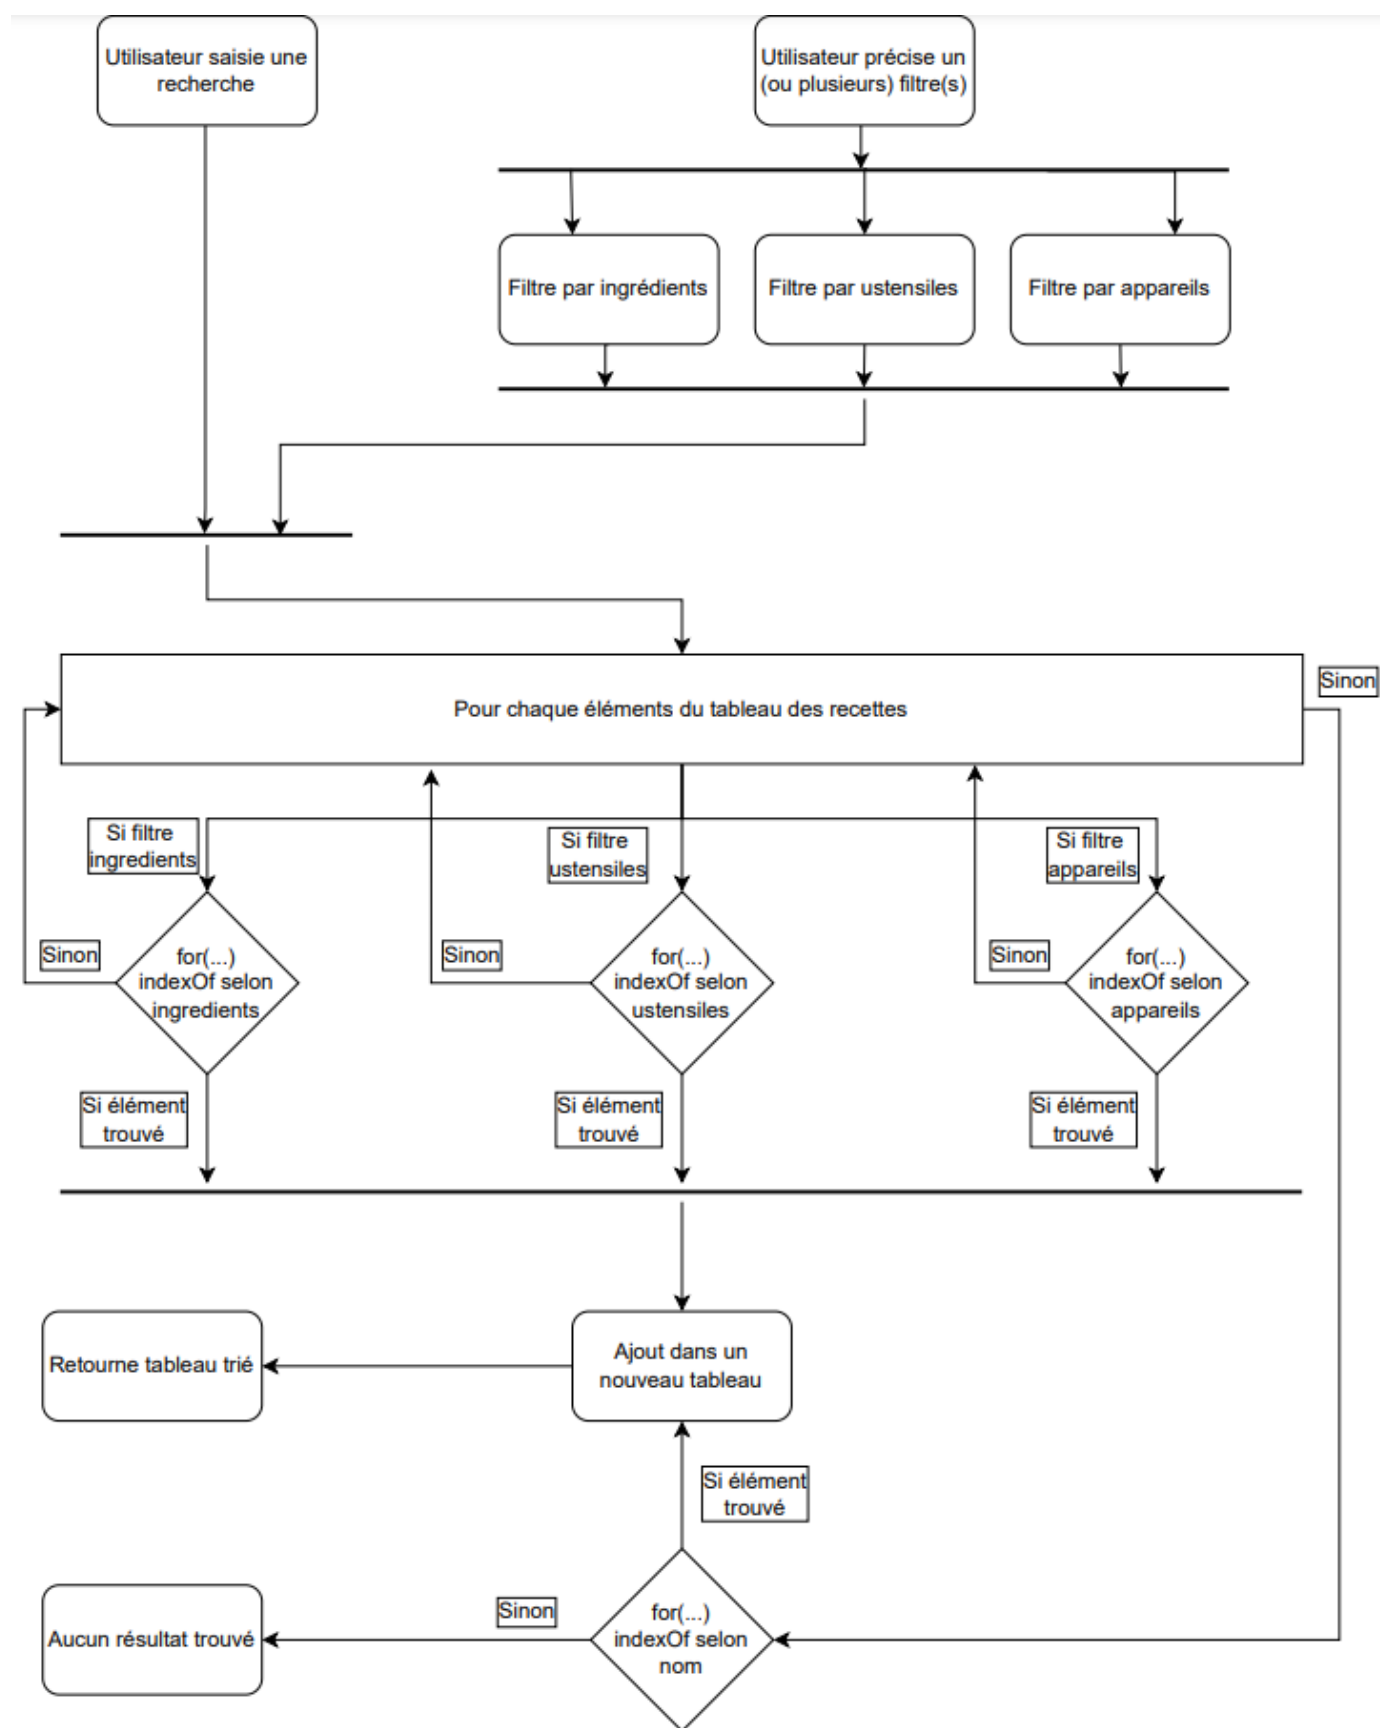 Utilisateur saisie une
recherche
Utilisateur précise un
(ou plusieurs) filtre(s)
Filtre par ingrédients
Filtre par ustensiles
Filtre par appareils
Pour chaque éléments du tableau des recettes
Sinon
Si filtre
ingredients
Si filtre
ustensiles
Si filtre
appareils
Sinon
for(...)
indexOf selon
ingredients
Sinon
for(...)
indexOf selon
ustensiles
Sinon
for(...)
indexOf selon
appareils
Si élément
trouvé
Si élément
trouvé
Si élément
trouvé
Retourne tableau trié
Ajout dans un
nouveau tableau
Si élément
trouvé
Aucun résultat trouvé
Sinon
for(...)
indexOf selon
nom